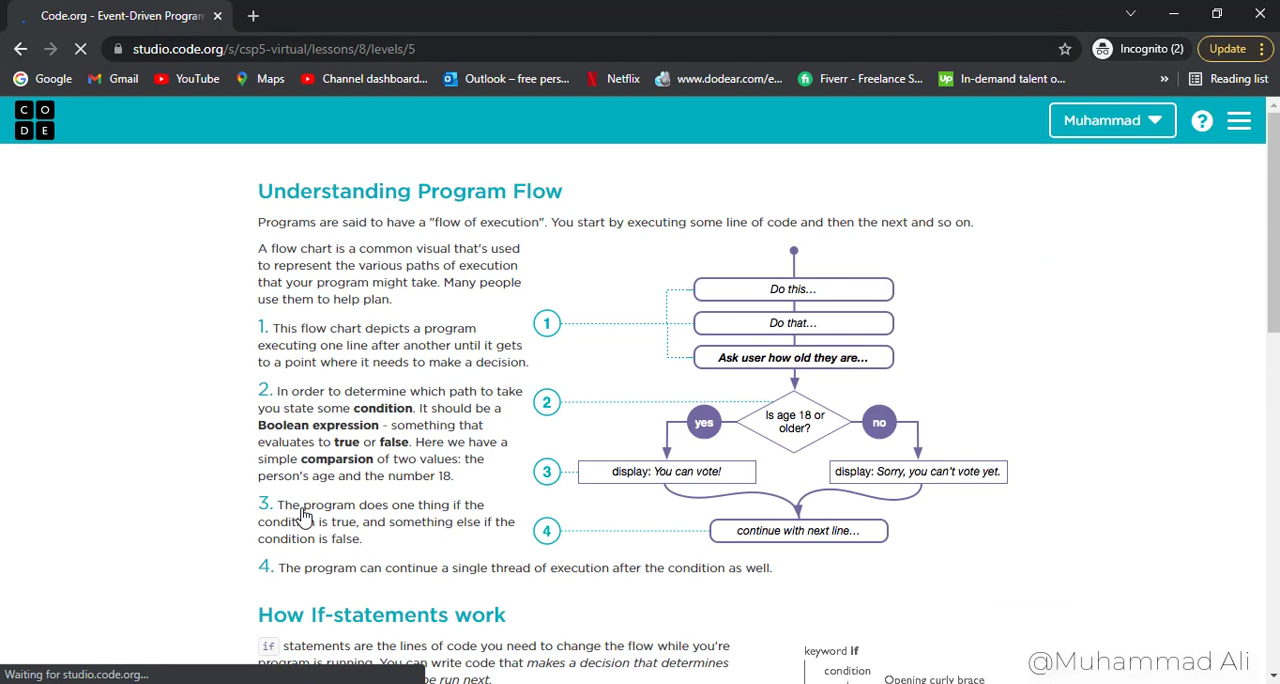 Code.org - Event-Driven Program
studio.code.org/s/csp5-virtual/lessons/8/levels/5
Incognito (2)
Update
Google
Gmail
YouTube
Maps
Channel dashboard...
Outlook – free pers...
Netflix
www.dodear.com/e...
Fiverr - Freelance S...
In-demand talent o...
»
Reading list
C O
D E
Muhammad
?
Understanding Program Flow
Programs are said to have a "flow of execution". You start by executing some line of code and then the next and so on.
A flow chart is a common visual that's used
to represent the various paths of execution
that your program might take. Many people
use them to help plan.
1. This flow chart depicts a program
executing one line after another until it gets
to a point where it needs to make a decision.
2. In order to determine which path to take
you state some condition. It should be a
Boolean expression - something that
evaluates to true or false. Here we have a
simple comparsion of two values: the
person's age and the number 18.
3. The program does one thing if the
condition is true, and something else if the
condition is false.
4. The program can continue a single thread of execution after the condition as well.
Do this...
1
Do that...
Ask user how old they are...
2
Is age 18 or
older?
yes
no
3
display: You can vote!
display: Sorry, you can't vote yet.
4
continue with next line...
How If-statements work
if statements are the lines of code you need to change the flow while you're
program is running. You can write code that makes a decision that determines
be run next.
keyword if
condition
Opening curly brace
Waiting for studio.code.org...
@Muhammad Ali